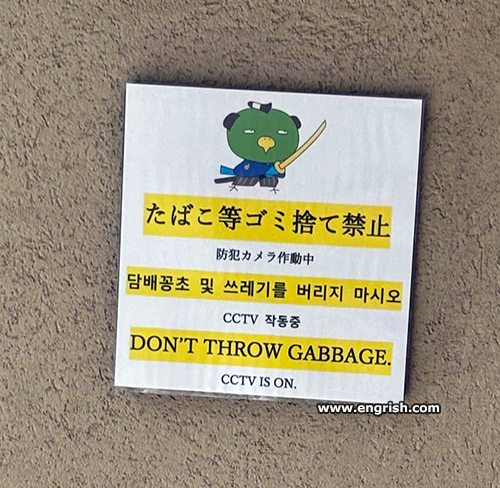 たばこ等ゴミ捨て禁止
防犯カメラ作動中
담배꽁초 및 쓰레기를 버리지 마시오
CCTV 작동중
DON'T THROW GABBAGE.
CCTV IS ON.
www.engrish.com